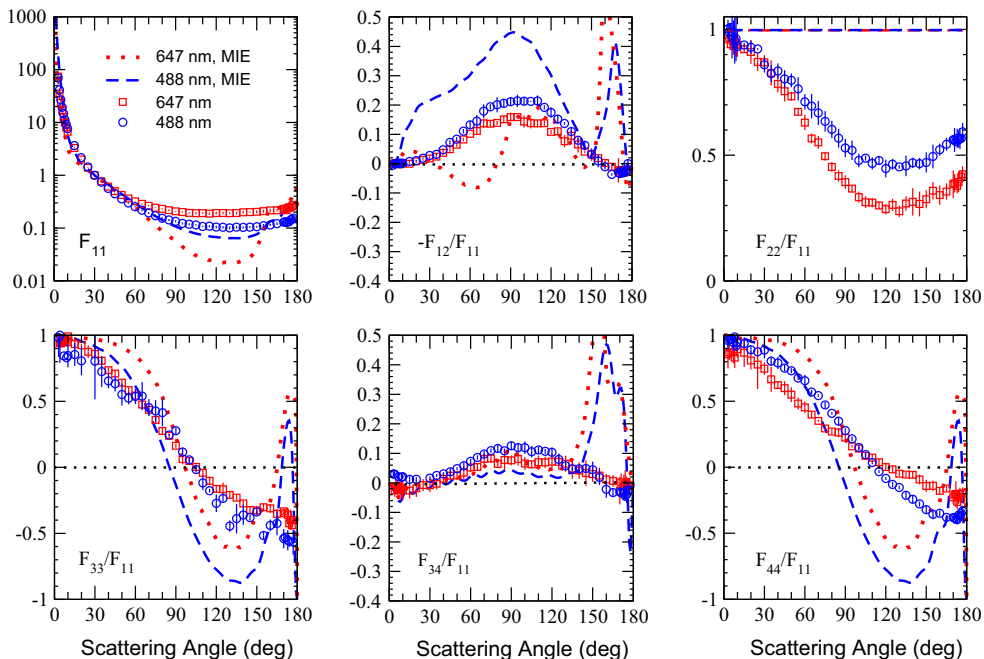 1000
100
10
1
0.1
0.01
647 nm, MIE
488 nm, MIE
647 nm
488 nm
F11
0 30 60 90 120 150 180
0.5
0.4
0.3
0.2
0.1
0
-0.1
-0.2
-0.3
-0.4
-F12/F11
0 30 60 90 120 150 180
1
0.5
0
F22/F11
0 30 60 90 120 150 180
1
0.5
0
-0.5
-1
F33/F11
0 30 60 90 120 150 180
Scattering Angle (deg)
0.5
0.4
0.3
0.2
0.1
0
-0.1
-0.2
-0.3
-0.4
F34/F11
0 30 60 90 120 150 180
Scattering Angle (deg)
1
0.5
0
-0.5
-1
F44/F11
0 30 60 90 120 150 180
Scattering Angle (deg)